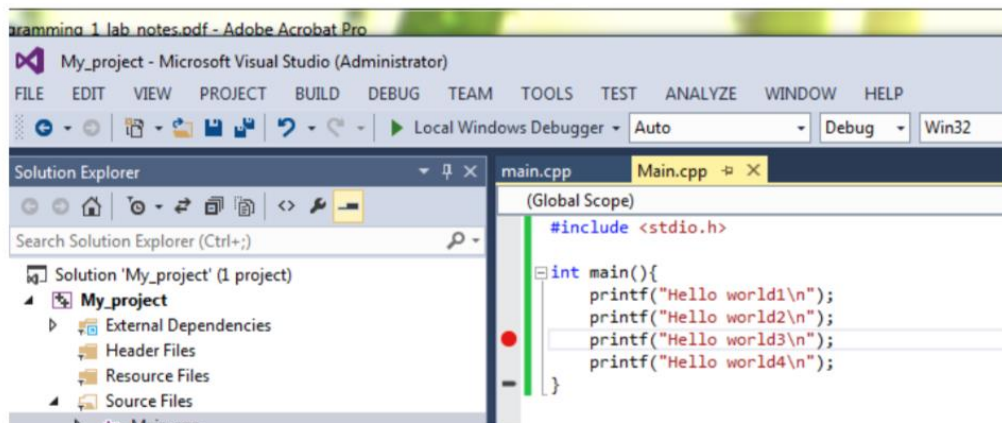 gramming 1 lab notes.pdf - Adobe Acrobat Pro
My_project - Microsoft Visual Studio (Administrator)
FILE EDIT VIEW PROJECT BUILD DEBUG TEAM TOOLS TEST ANALYZE WINDOW HELP
Local Windows Debugger Auto Debug Win32
Solution Explorer
main.cpp Main.cpp
(Global Scope)
Search Solution Explorer (Ctrl+;)
Solution 'My_project' (1 project)
My_project
External Dependencies
Header Files
Resource Files
Source Files
#include <stdio.h>
int main(){
printf("Hello world1\n");
printf("Hello world2\n");
printf("Hello world3\n");
printf("Hello world4\n");
}